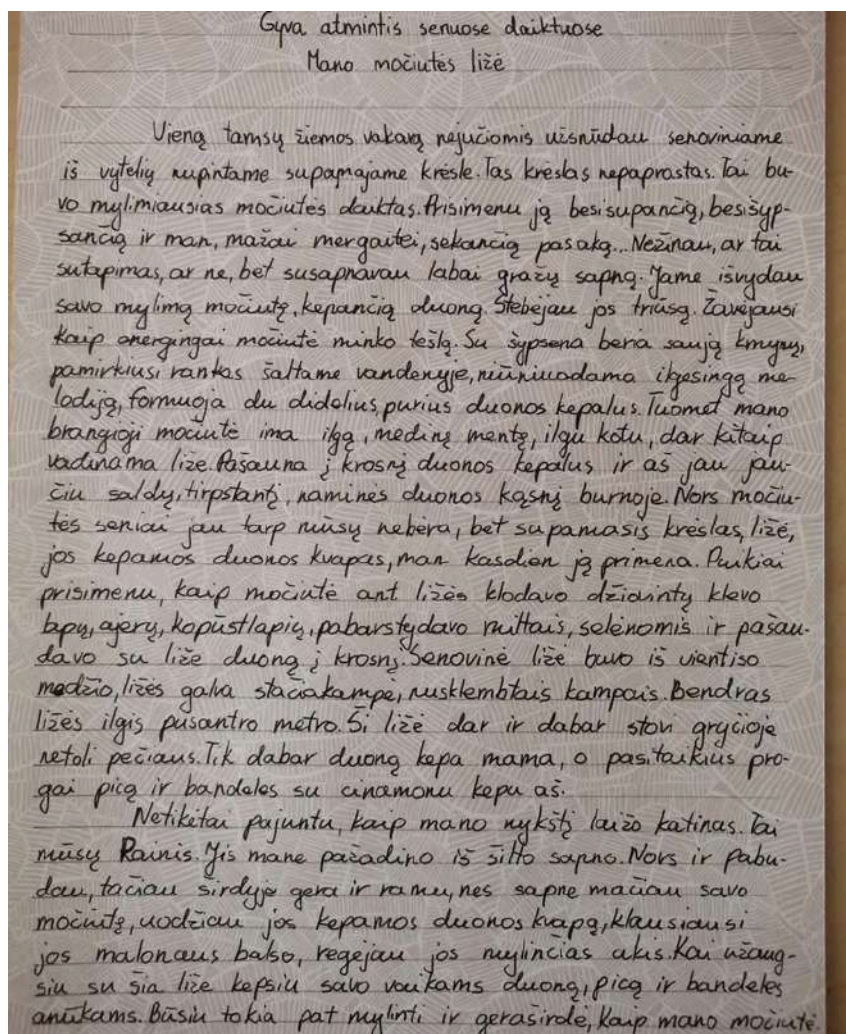 Gyva atmintis senuose daiktuose
Mano močiutės ližė
Vieną tamsų žiemos vakarą nejučiomis užsnūdau senoviniame
iš vytelių nupintame supamajame krėsle. Tas krėslas nepaprastas. Tai bu-
vo mylimiausias močiutės daiktas. Prisimenu ją besisupančią, besišyp-
sančią ir man, mažai mergaitei, sekančią pasaką... Nežinau, ar tai
sutapimas, ar ne, bet susapnavau labai gražų sapną. Jame išvydau
savo mylimą močiutę, kepančią duoną. Stebėjau jos triūsą. Žavėjausi
kaip energingai močiutė minko tešlą. Su šypsena beria saują kmynų,
pamirkiusi rankas šaltame vandenyje, niūniuodama ilgesingą me-
lodiją, formuoja du didelius, purius duonos kepalus. Tuomet mano
brangioji močiutė ima ilgą, medinę mentę, ilgu kotu, dar kitaip
vadinama liže. Pašauna į krosnį duonos kepalus ir aš jau jau-
čiu saldų, tirpstantį, naminės duonos kąsnį burnoje. Nors močiu-
tės seniai jau tarp mūsų nebėra, bet supamasis krėslas, ližė,
jos kepamos duonos kvapas, man kasdien ją primena. Puikiai
prisimenu, kaip močiutė ant ližės klodavo džiovintų klevo
lapų, ajerų, kopūstlapių, pabarstydavo miltais, sėlenomis ir pašau-
davo su liže duoną į krosnį. Senovinė ližė buvo iš vientiso
medžio, ližės galva stačiakampė, nusklembtais kampais. Bendras
ližės ilgis pusantro metro. Ši ližė dar ir dabar stovi gryčioje
netoli pečiaus. Tik dabar duoną kepa mama, o pasitaikius pro-
gai picą ir bandeles su cinamonu kepu aš.
Netikėtai pajuntu, kaip mano nykštį laižo katinas. Tai
mūsų Rainis. Jis mane pažadino iš šilto sapno. Nors ir pabu-
dau, tačiau širdyje gera ir ramu, nes sapne mačiau savo
močiutę, uodžiau jos kepamos duonos kvapą, klausiausi
jos malonaus balso, regėjau jos mylinčias akis. Kai užaug-
siu su šia liže kepsiu savo vaikams duoną, picą ir bandeles
anūkams. Būsiu tokia pat mylinti ir geraširdė, kaip mano močiutė